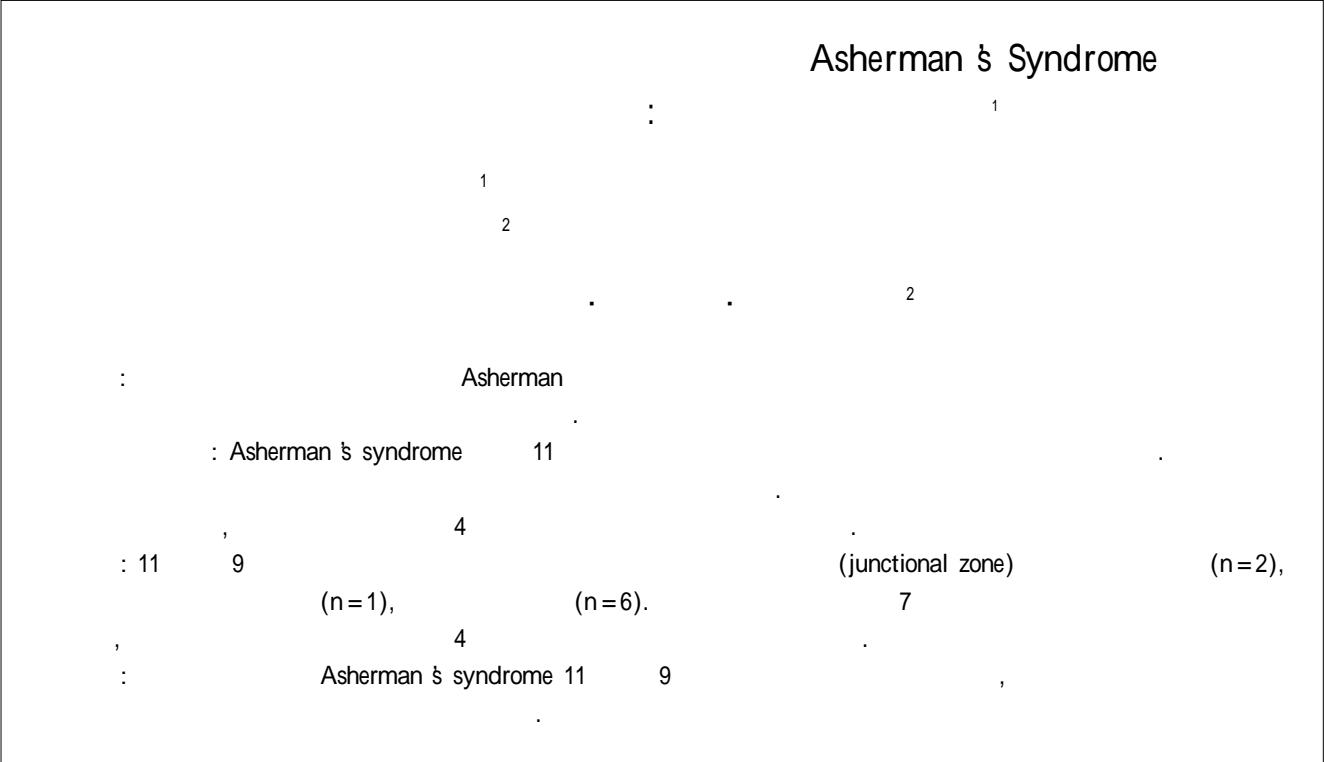 Asherman ’s Syndrome
: 1
1
2
. . 2
: Asherman
.
: Asherman ’s syndrome 11 .
.
, 4 .
: 11 9 (junctional zone) (n=2),
(n=1), (n=6). 7
, 4 .
: Asherman ’s syndrome 11 9 ,
.